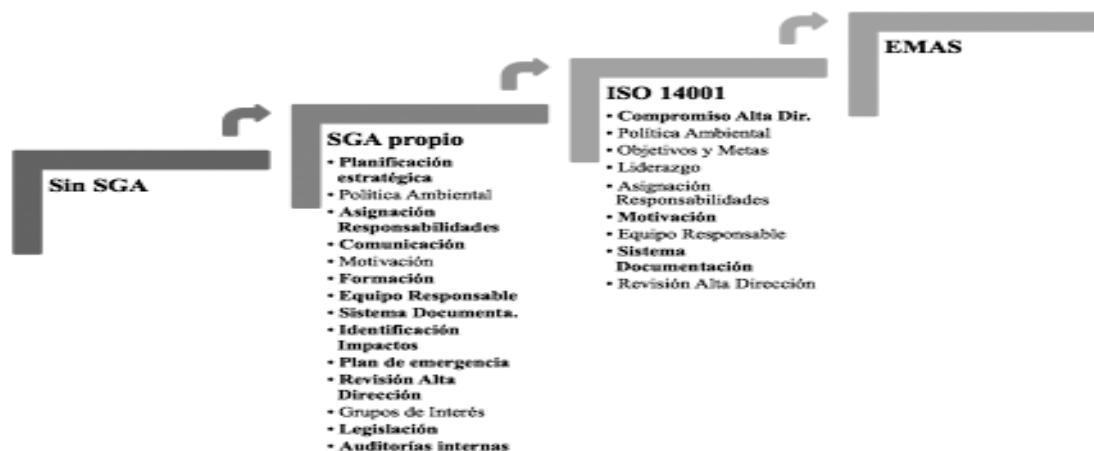 Sin SGA
SGA propio
• Planificación
estratégica
• Política Ambiental
• Asignación
Responsabilidades
• Comunicación
• Motivación
• Formación
• Equipo Responsable
• Sistema Documenta.
• Identificación
Impactos
• Plan de emergencia
• Revisión Alta
Dirección
• Grupos de Interés
• Legislación
• Auditorías internas
ISO 14001
• Compromiso Alta Dir.
• Política Ambiental
• Objetivos y Metas
• Liderazgo
• Asignación
Responsabilidades
• Motivación
• Equipo Responsable
• Sistema
Documentación
• Revisión Alta Dirección
EMAS